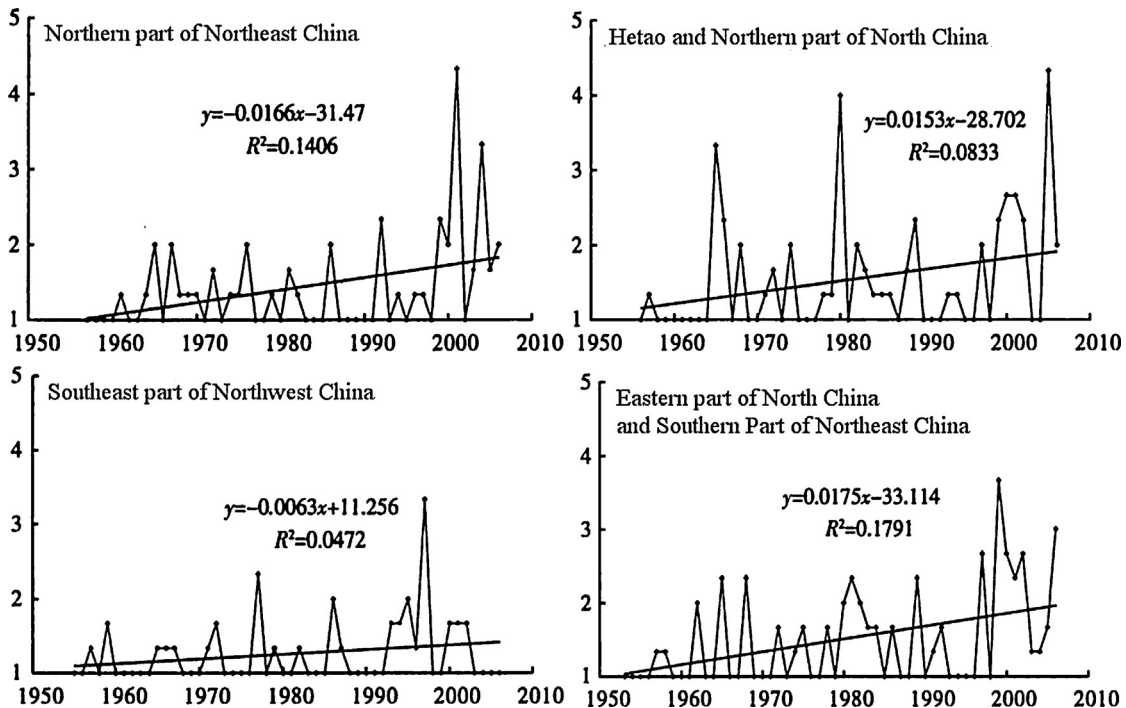 Northern part of Northeast China
y=−0.0166x−31.47
R²=0.1406
5
4
3
2
1
1950 1960 1970 1980 1990 2000 2010
Hetao and Northern part of North China
y=0.0153x−28.702
R²=0.0833
5
4
3
2
1
1950 1960 1970 1980 1990 2000 2010
Southeast part of Northwest China
y=−0.0063x+11.256
R²=0.0472
5
4
3
2
1
1950 1960 1970 1980 1990 2000 2010
Eastern part of North China
and Southern Part of Northeast China
y=0.0175x−33.114
R²=0.1791
5
4
3
2
1
1950 1960 1970 1980 1990 2000 2010